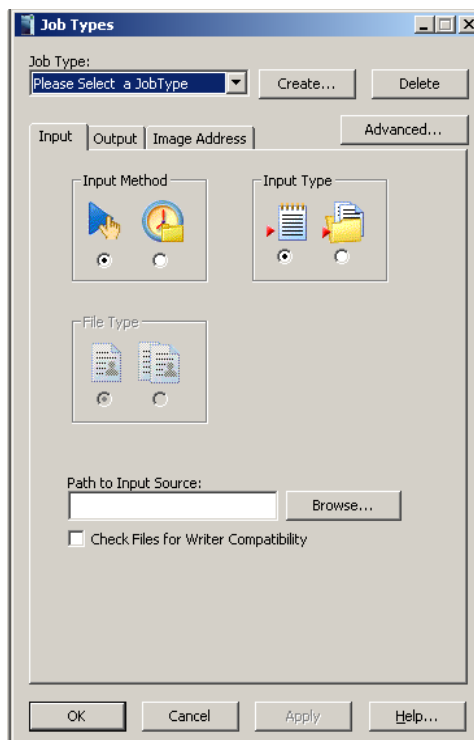 Job Types
Job Type:
Please Select a JobType
Create...
Delete
Advanced...
Input
Output
Image Address
Input Method
Input Type
File Type
Path to Input Source:
Browse...
Check Files for Writer Compatibility
OK
Cancel
Apply
Help...